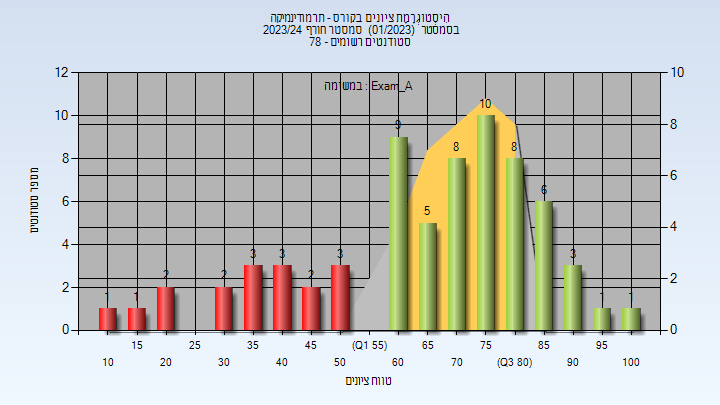 היסטוגרמת ציונים בקורס - תרמודינמיקה
בסמסטר (01/2023) סמסטר חורף 2023/24
סטודנטים רשומים - 78
במשימה : Exam_A
12 10 8 6 4 2 0
מספר סטודנטים
10 8 6 4 2 0
1 1 2 2 3 3 2 3 9 5 8 10 8 6 3 1 1
15 25 35 45 (Q1 55) 65 75 85 95
10 20 30 40 50 60 70 (Q3 80) 90 100
טווח ציונים